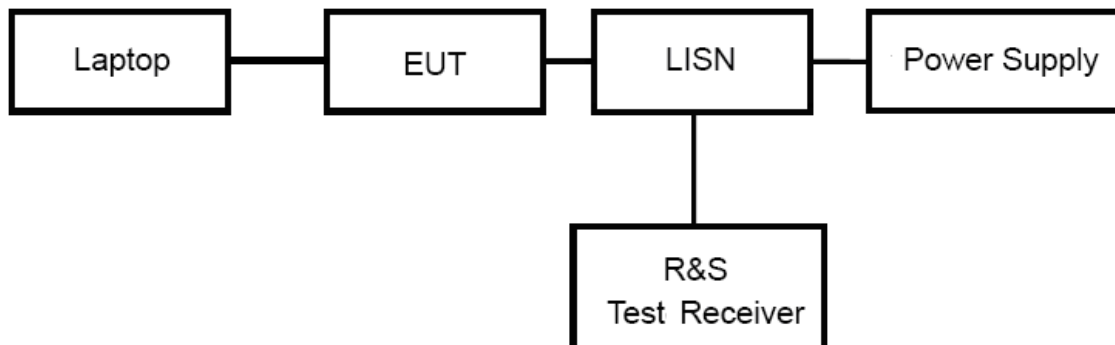 Laptop
EUT
LISN
Power Supply
R&S
Test Receiver